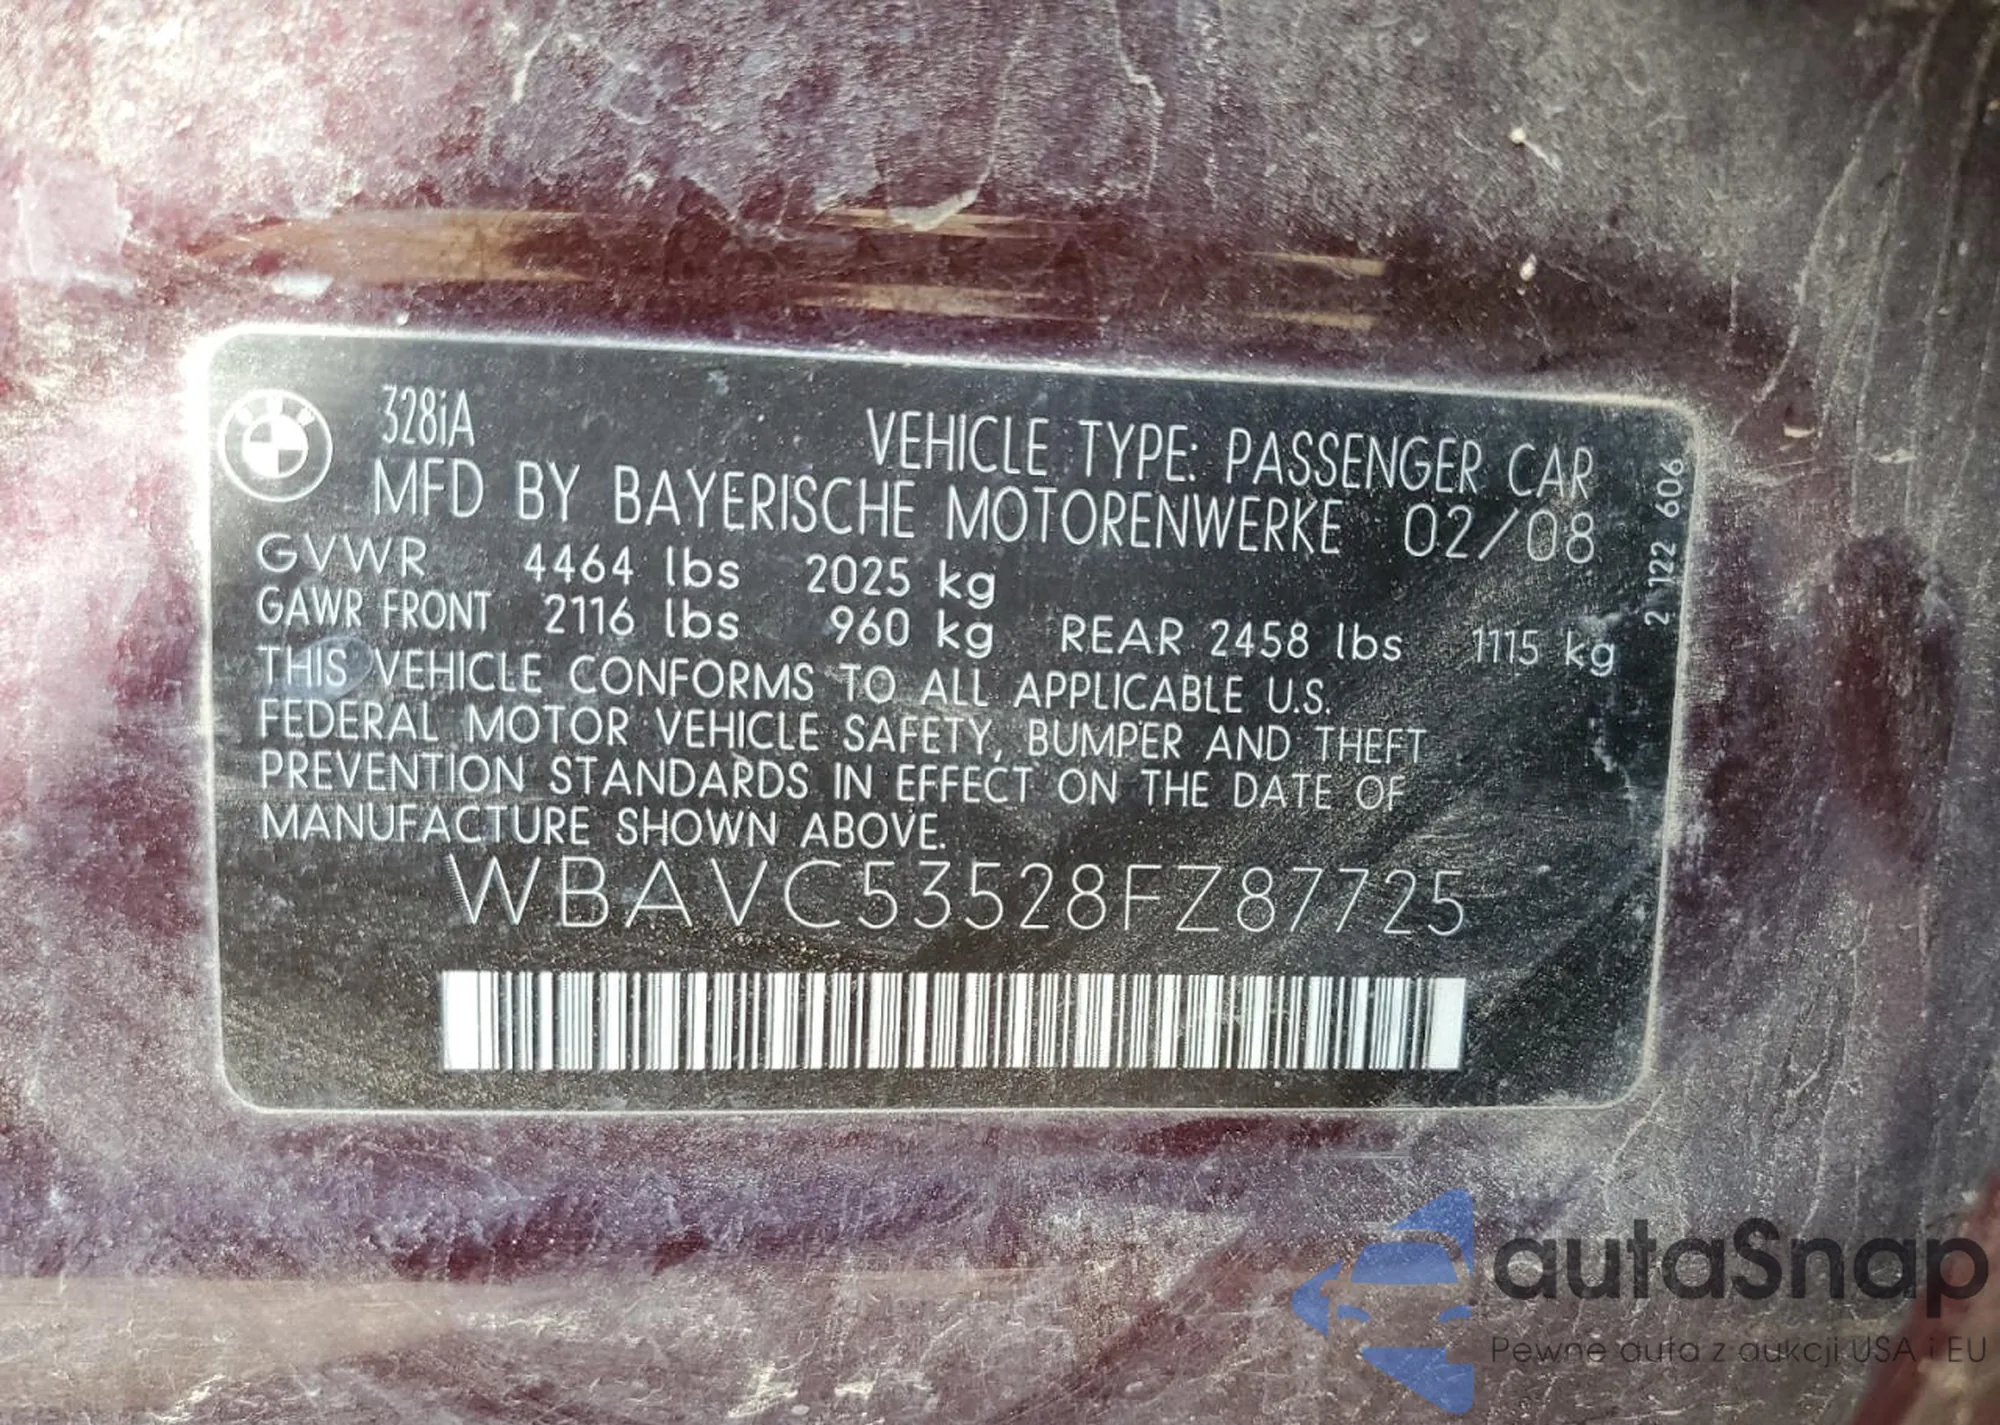 BMW
328iA
VEHICLE TYPE: PASSENGER CAR
MFD BY BAYERISCHE MOTORENWERKE 02/08
GVWR 4464 lbs 2025 kg
GAWR FRONT 2116 lbs 960 kg REAR 2458 lbs 1115 kg
THIS VEHICLE CONFORMS TO ALL APPLICABLE U.S.
FEDERAL MOTOR VEHICLE SAFETY, BUMPER AND THEFT
PREVENTION STANDARDS IN EFFECT ON THE DATE OF
MANUFACTURE SHOWN ABOVE.
WBAVC53528FZ87725
2 122 606
autaSnap
Pewne auta z aukcji USA i EU